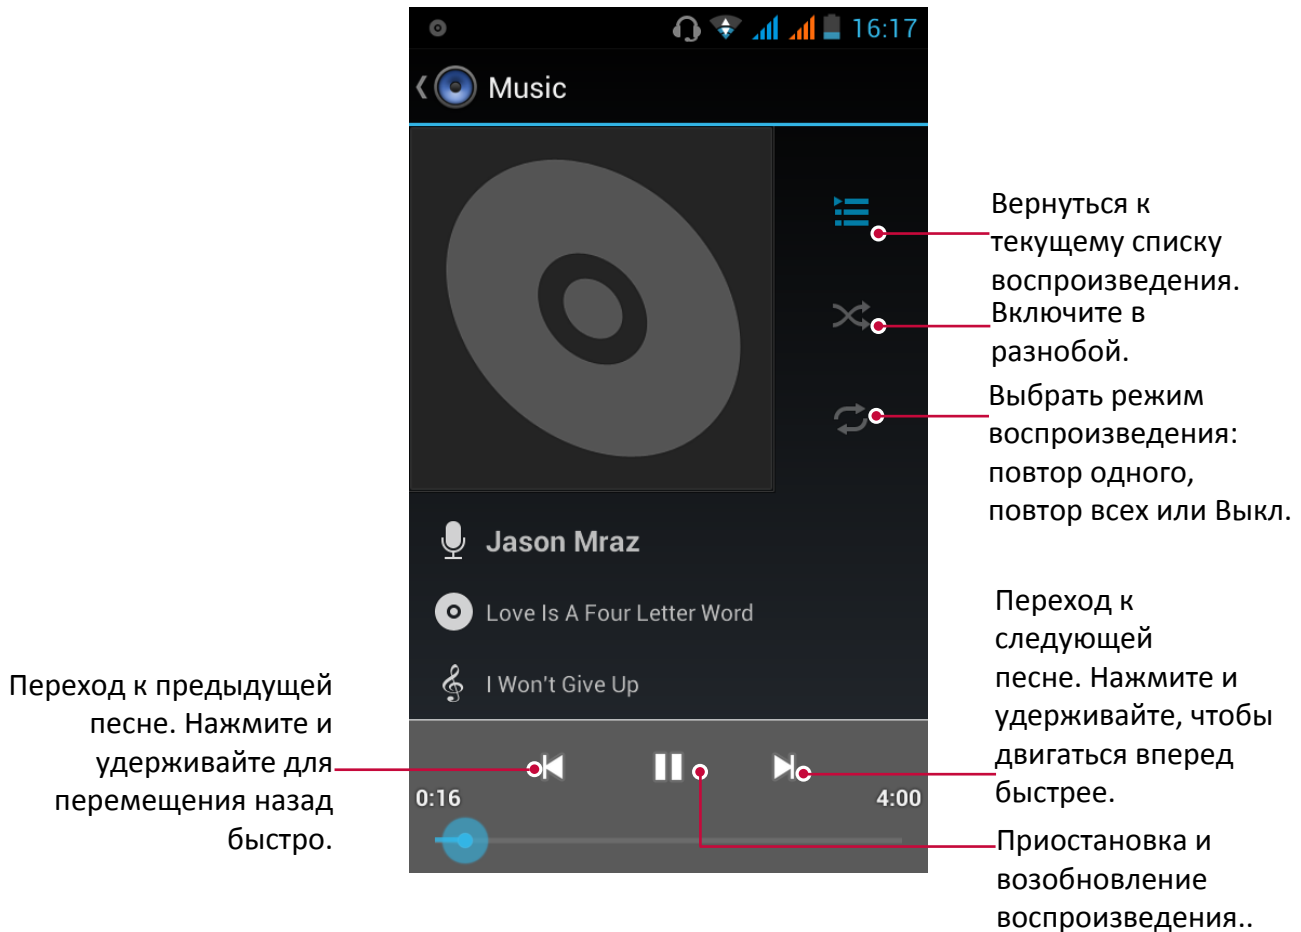 16:17
Music
Вернуться к
текущему списку
воспроизведения.
Включите в
разнобой.
Выбрать режим
воспроизведения:
повтор одного,
повтор всех или Выкл.
Jason Mraz
Love Is A Four Letter Word
I Won't Give Up
Переход к предыдущей
песне. Нажмите и
удерживайте для
перемещения назад
быстро.
Переход к
следующей
песне. Нажмите и
удерживайте, чтобы
двигаться вперед
быстрее.
0:16
4:00
Приостановка и
возобновление
воспроизведения..